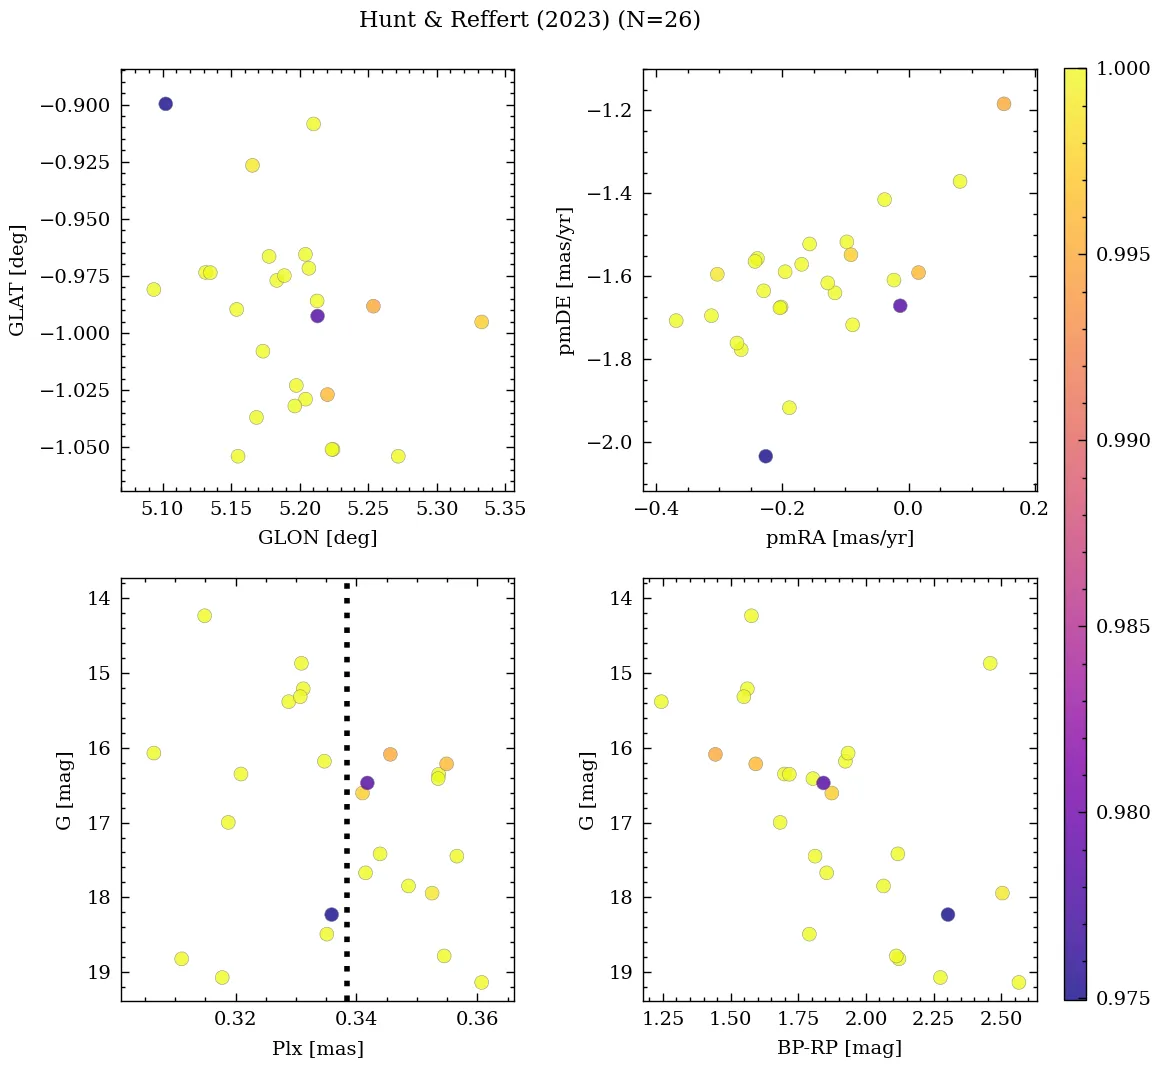 Hunt & Reffert (2023) (N=26)
−0.900
−0.925
−0.950
−0.975
−1.000
−1.025
−1.050
GLAT [deg]
5.10 5.15 5.20 5.25 5.30 5.35
GLON [deg]
−1.2
−1.4
−1.6
−1.8
−2.0
pmDE [mas/yr]
−0.4 −0.2 0.0 0.2
pmRA [mas/yr]
14
15
16
17
18
19
G [mag]
0.32 0.34 0.36
Plx [mas]
14
15
16
17
18
19
G [mag]
1.25 1.50 1.75 2.00 2.25 2.50
BP-RP [mag]
1.000
0.995
0.990
0.985
0.980
0.975